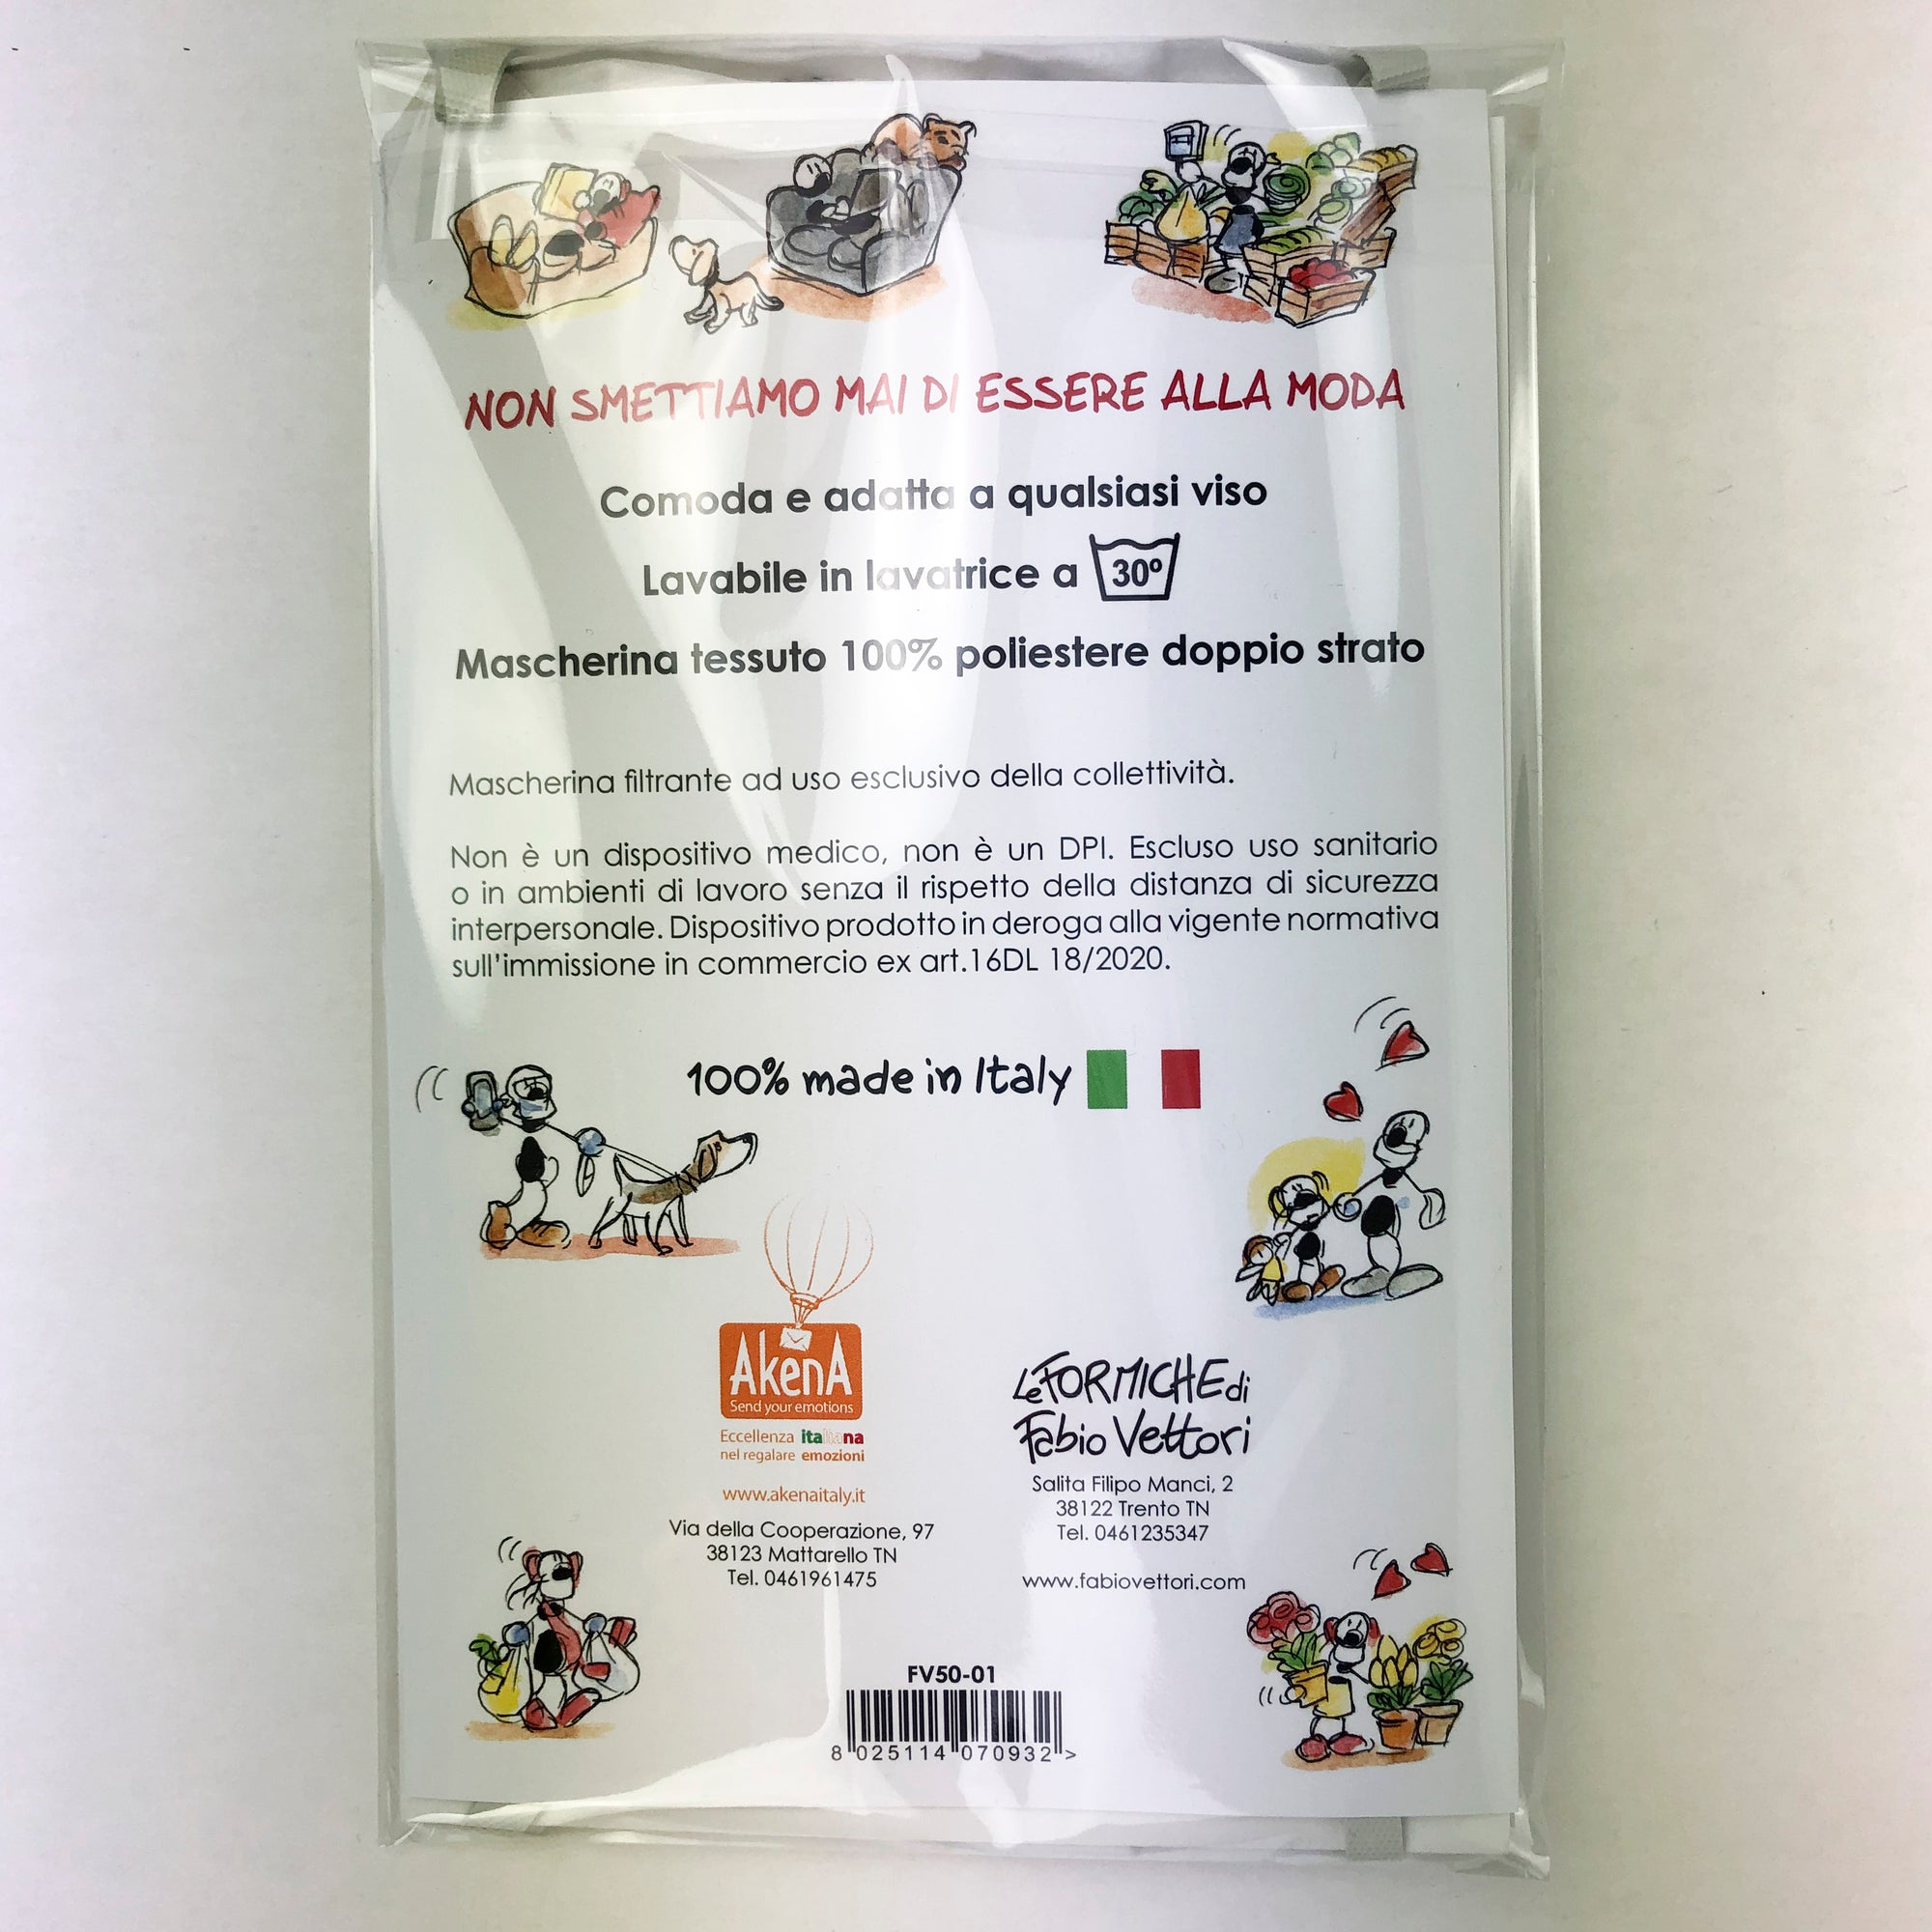 NON SMETTIAMO MAI DI ESSERE ALLA MODA
Comoda e adatta a qualsiasi viso
Lavabile in lavatrice a 30°
Mascherina tessuto 100% poliestere doppio strato
Mascherina filtrante ad uso esclusivo della collettività.
Non è un dispositivo medico, non è un DPI. Escluso uso sanitario
o in ambienti di lavoro senza il rispetto della distanza di sicurezza
interpersonale. Dispositivo prodotto in deroga alla vigente normativa
sull'immissione in commercio ex art.16DL 18/2020.
100% made in Italy
AkenA
Send your emotions
Eccellenza italiana
nel regalare emozioni
www.akenaitaly.it
Via della Cooperazione, 97
38123 Mattarello TN
Tel. 0461961475
Le FORMICHE di
Fabio Vettori
Salita Filipo Manci, 2
38122 Trento TN
Tel. 0461235347
www.fabiovettori.com
FV50-01
8 025114 070932 >